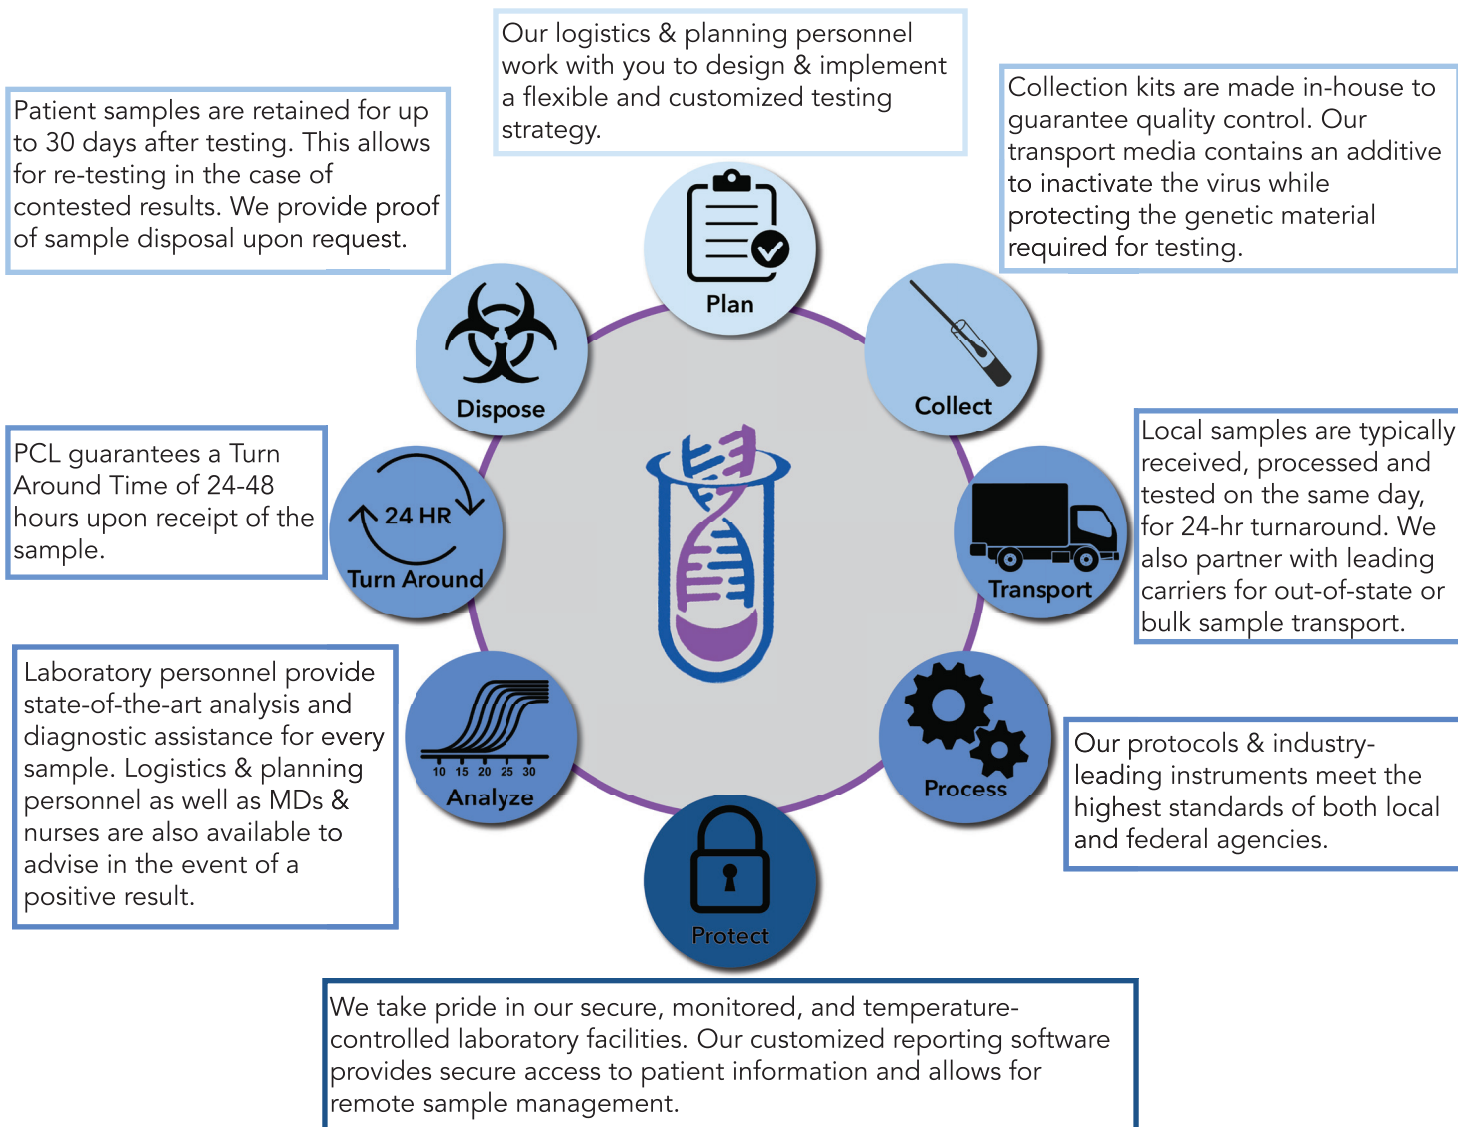 Our logistics & planning personnel
work with you to design & implement
a flexible and customized testing
strategy.
Plan
Collection kits are made in-house to
guarantee quality control. Our
transport media contains an additive
to inactivate the virus while
protecting the genetic material
required for testing.
Collect
Local samples are typically
received, processed and
tested on the same day,
for 24-hr turnaround. We
also partner with leading
carriers for out-of-state or
bulk sample transport.
Transport
Our protocols & industry-
leading instruments meet the
highest standards of both local
and federal agencies.
Process
Protect
We take pride in our secure, monitored, and temperature-
controlled laboratory facilities. Our customized reporting software
provides secure access to patient information and allows for
remote sample management.
Laboratory personnel provide
state-of-the-art analysis and
diagnostic assistance for every
sample. Logistics & planning
personnel as well as MDs &
nurses are also available to
advise in the event of a
positive result.
10 15 20 25 30
Analyze
PCL guarantees a Turn
Around Time of 24-48
hours upon receipt of the
sample.
24 HR
Turn Around
Patient samples are retained for up
to 30 days after testing. This allows
for re-testing in the case of
contested results. We provide proof
of sample disposal upon request.
Dispose